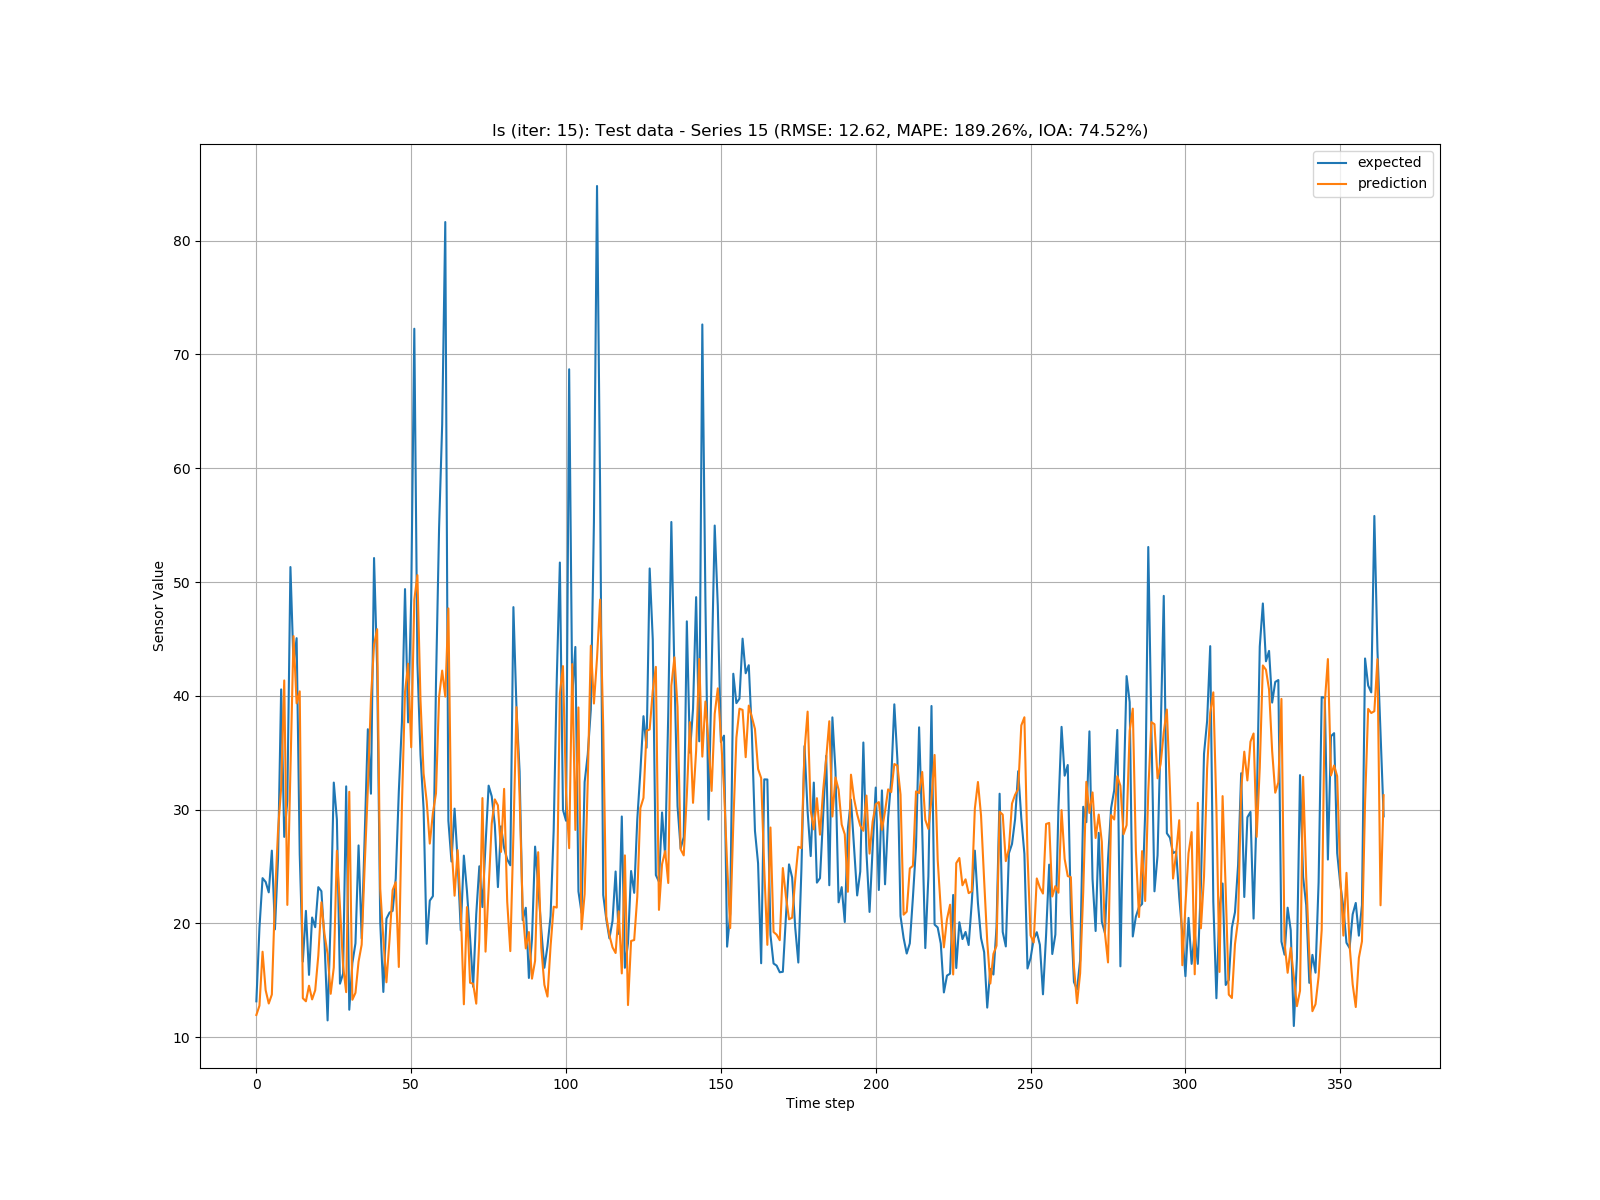 ls (iter: 15): Test data - Series 15 (RMSE: 12.62, MAPE: 189.26%, IOA: 74.52%)
expected
prediction
80
70
60
50
40
30
20
10
Sensor Value
0 50 100 150 200 250 300 350
Time step